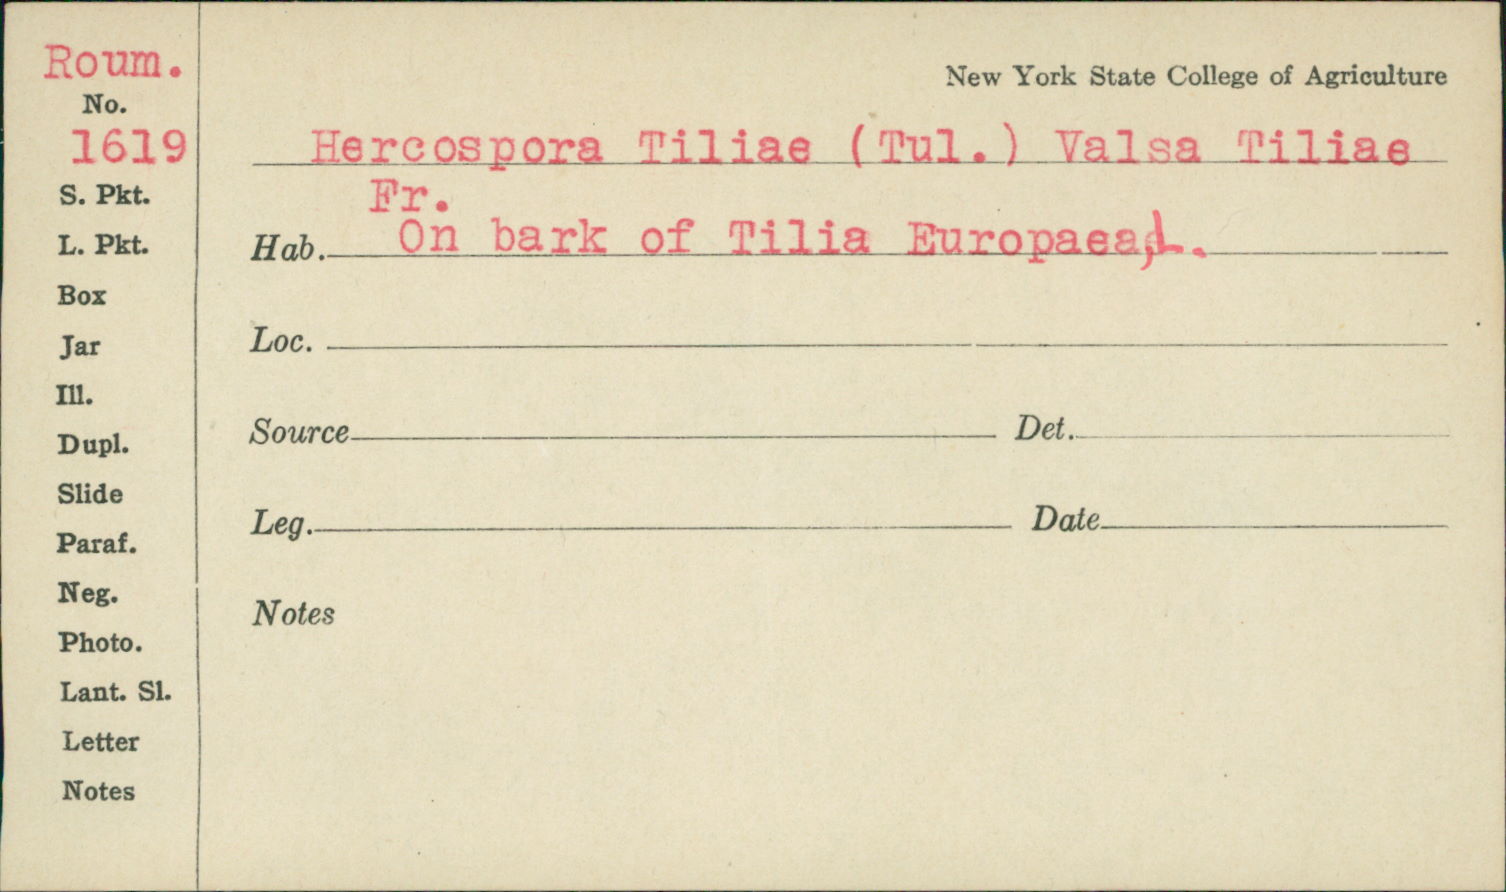 Roum.
New York State College of Agriculture
No.
1619
Hercospora Tiliae (Tul.) Valsa Tiliae
Fr.
S. Pkt.
Hab. On bark of Tilia Europaea, L.
L. Pkt.
Box
Loc.
Jar
Ill.
Source Det.
Dupl.
Slide
Leg. Date
Paraf.
Neg.
Notes
Photo.
Lant. Sl.
Letter
Notes